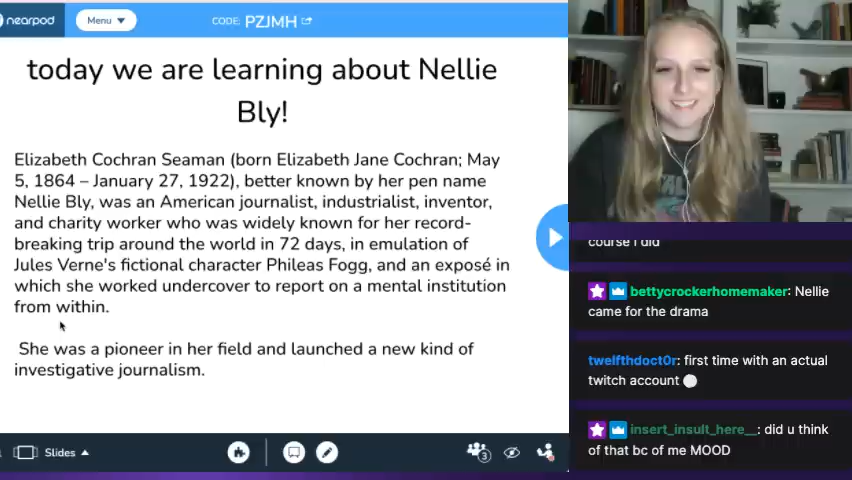 nearpod
Menu
CODE: PZJMH
today we are learning about Nellie
Bly!
Elizabeth Cochran Seaman (born Elizabeth Jane Cochran; May
5, 1864 – January 27, 1922), better known by her pen name
Nellie Bly, was an American journalist, industrialist, inventor,
and charity worker who was widely known for her record-
breaking trip around the world in 72 days, in emulation of
Jules Verne's fictional character Phileas Fogg, and an exposé in
which she worked undercover to report on a mental institution
from within.
She was a pioneer in her field and launched a new kind of
investigative journalism.
Slides
3
course I did
bettycrockerhomemaker: Nellie
came for the drama
twelfthdoct0r: first time with an actual
twitch account
insert_insult_here__: did u think
of that bc of me MOOD